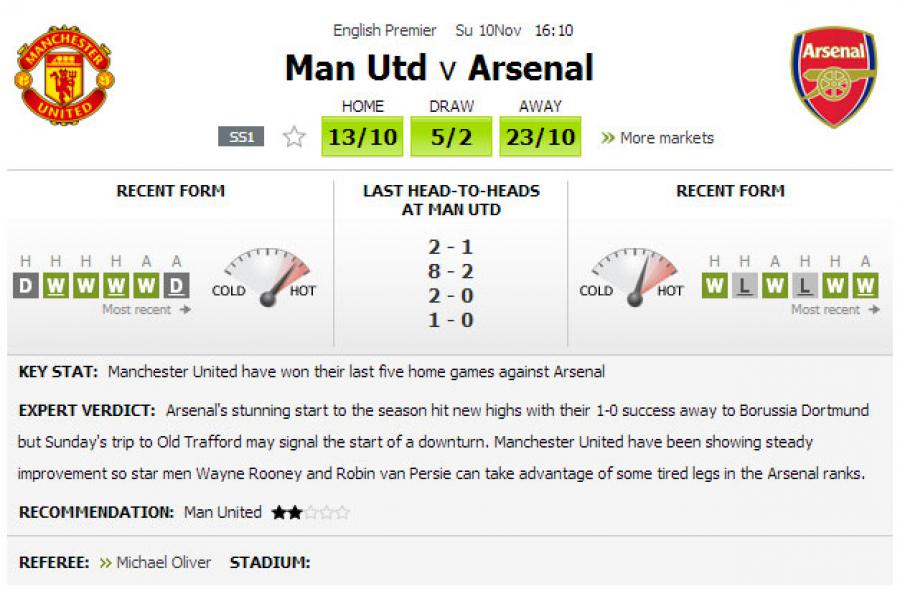 English Premier Su 10Nov 16:10
Man Utd v Arsenal
MANCHESTER
UNITED
Arsenal
HOME DRAW AWAY
SS1 13/10 5/2 23/10 » More markets
RECENT FORM
H H H H A A
D W W W W D
COLD HOT
Most recent →
LAST HEAD-TO-HEADS
AT MAN UTD
2 - 1
8 - 2
2 - 0
1 - 0
RECENT FORM
COLD HOT
H H A H H A
W L W L W W
Most recent →
KEY STAT: Manchester United have won their last five home games against Arsenal
EXPERT VERDICT: Arsenal's stunning start to the season hit new highs with their 1-0 success away to Borussia Dortmund
but Sunday's trip to Old Trafford may signal the start of a downturn. Manchester United have been showing steady
improvement so star men Wayne Rooney and Robin van Persie can take advantage of some tired legs in the Arsenal ranks.
RECOMMENDATION: Man United ★★☆☆☆
REFEREE: » Michael Oliver STADIUM: